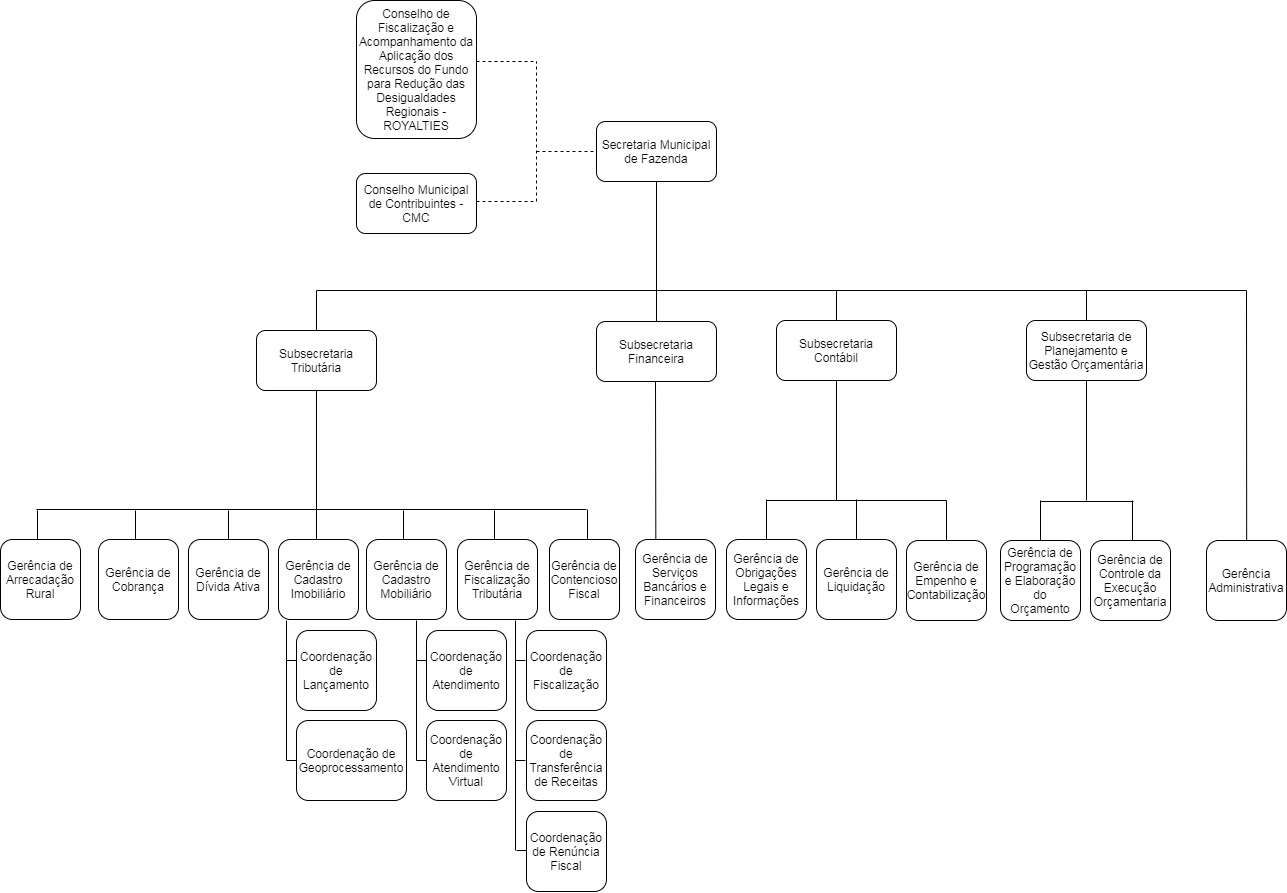 Conselho de
Fiscalização e
Acompanhamento da
Aplicação dos
Recursos do Fundo
para Redução das
Desigualdades
Regionais -
ROYALTIES
Secretaria Municipal
de Fazenda
Conselho Municipal
de Contribuintes -
CMC
Subsecretaria
Tributária
Subsecretaria
Financeira
Subsecretaria
Contábil
Subsecretaria de
Planejamento e
Gestão Orçamentária
Gerência de
Arrecadação
Rural
Gerência de
Cobrança
Gerência de
Dívida Ativa
Gerência de
Cadastro
Imobiliário
Gerência de
Cadastro
Mobiliário
Gerência de
Fiscalização
Tributária
Gerência de
Contencioso
Fiscal
Gerência de
Serviços
Bancários e
Financeiros
Gerência de
Obrigações
Legais e
Informações
Gerência de
Liquidação
Gerência de
Empenho e
Contabilização
Gerência de
Programação
e Elaboração
do
Orçamento
Gerência de
Controle da
Execução
Orçamentaria
Gerência
Administrativa
Coordenação
de
Lançamento
Coordenação de
Geoprocessamento
Coordenação
de
Atendimento
Coordenação
de
Atendimento
Virtual
Coordenação
de
Fiscalização
Coordenação
de
Transferência
de Receitas
Coordenação
de Renúncia
Fiscal